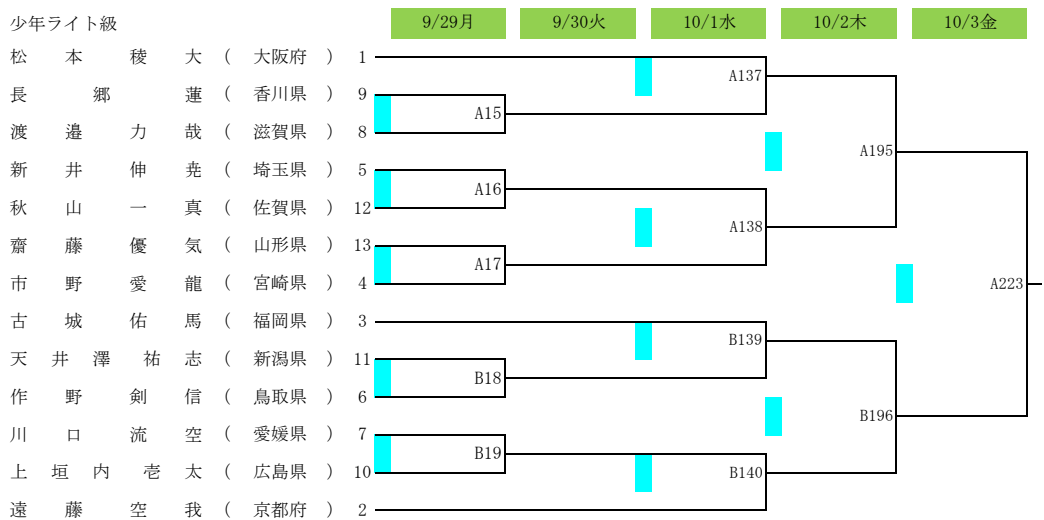 少年ライト級 9/29月 9/30火 10/1水 10/2木 10/3金
松本稜大 ( 大阪府 ) 1
A137
長郷蓮 ( 香川県 ) 9
A15
渡邉力哉 ( 滋賀県 ) 8
A195
新井伸尭 ( 埼玉県 ) 5
A16
秋山一真 ( 佐賀県 ) 12
A138
齋藤優気 ( 山形県 ) 13
A17
市野愛龍 ( 宮崎県 ) 4
A223
古城佑馬 ( 福岡県 ) 3
B139
天井澤祐志 ( 新潟県 ) 11
B18
作野剣信 ( 鳥取県 ) 6
B196
川口流空 ( 愛媛県 ) 7
B19
上垣内壱太 ( 広島県 ) 10
B140
遠藤空我 ( 京都府 ) 2